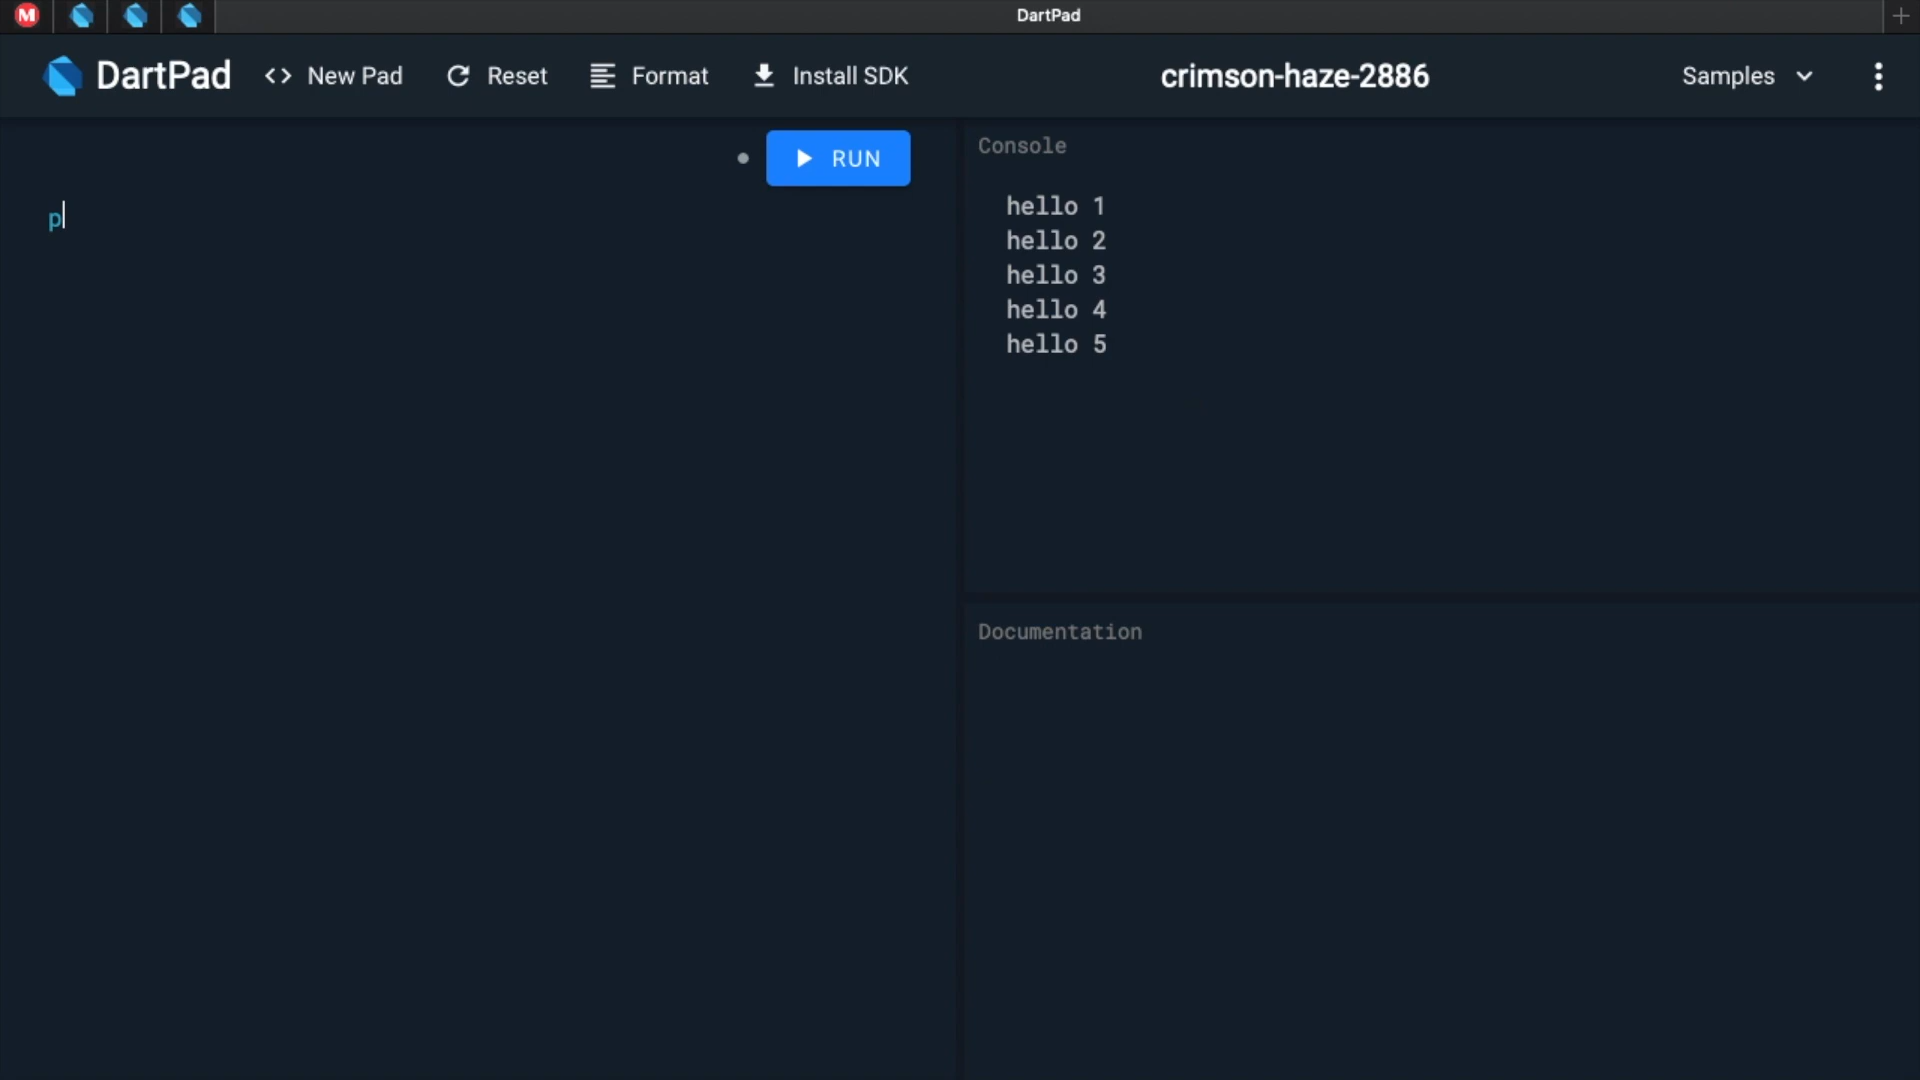 M
DartPad
DartPad
<> New Pad
Reset
Format
Install SDK
crimson-haze-2886
Samples
RUN
p
Console
hello 1
hello 2
hello 3
hello 4
hello 5
Documentation